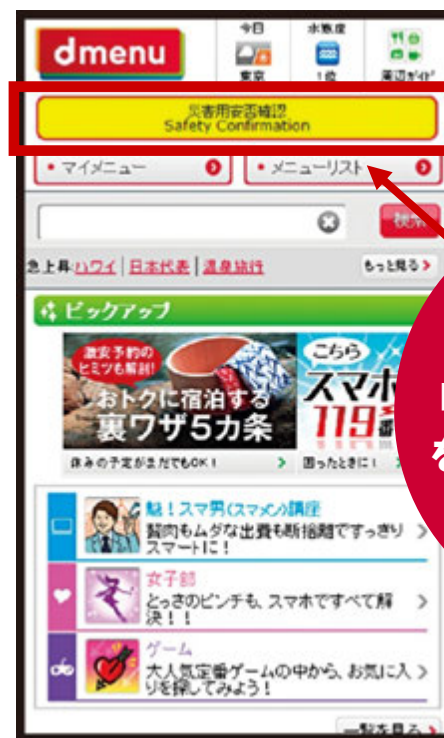 dmenu
今日
東京
水瓶座
1位
周辺ガイド
災害用安否確認
Safety Confirmation
・マイメニュー
・メニューリスト
検索
急上昇:ハワイ|日本代表|温泉旅行
もっと見る
ピックアップ
激安予約の
ヒミツも解剖!
おトクに宿泊する
裏ワザ5カ条
休みの予定がまだでもOK!
こちら
スマホ
119番
困ったときに!
魅!スマ男(スマメン)講座
贅肉もムダな出費も断捨離ですっきり
スマートに!
女子部
とっさのピンチも、スマホですべて解
決!!
ゲーム
大人気定番ゲームの中から、お気に入
りを探してみよう!
一覧を見る
を